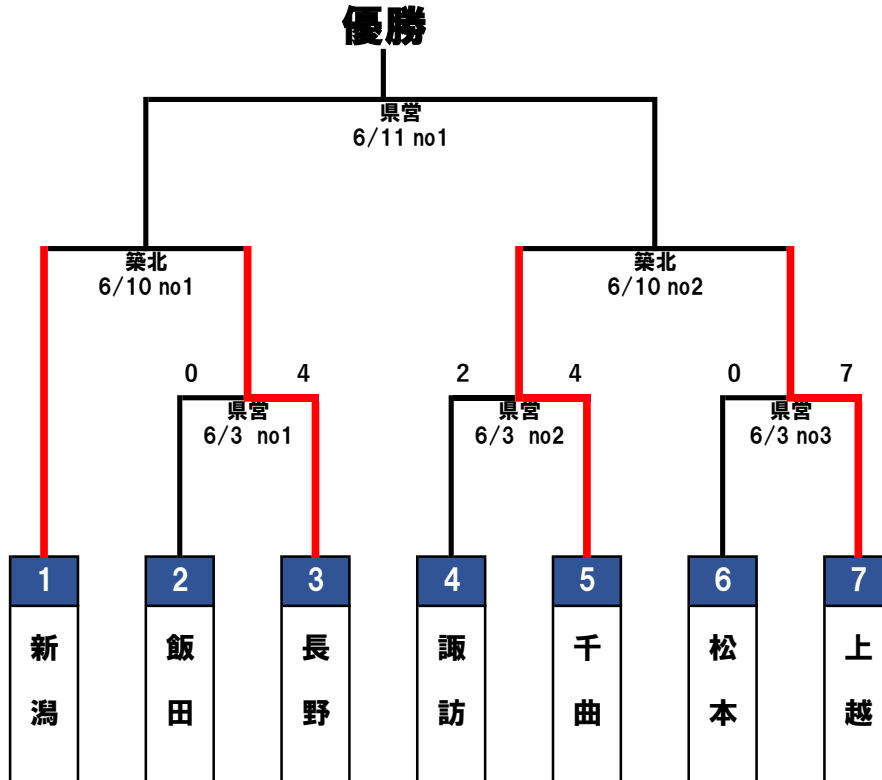 優勝
県営
6/11 no1
築北
6/10 no1
築北
6/10 no2
0 4
県営
6/3 no1
2 4
県営
6/3 no2
0 7
県営
6/3 no3
1
新潟
2
飯田
3
長野
4
諏訪
5
千曲
6
松本
7
上越